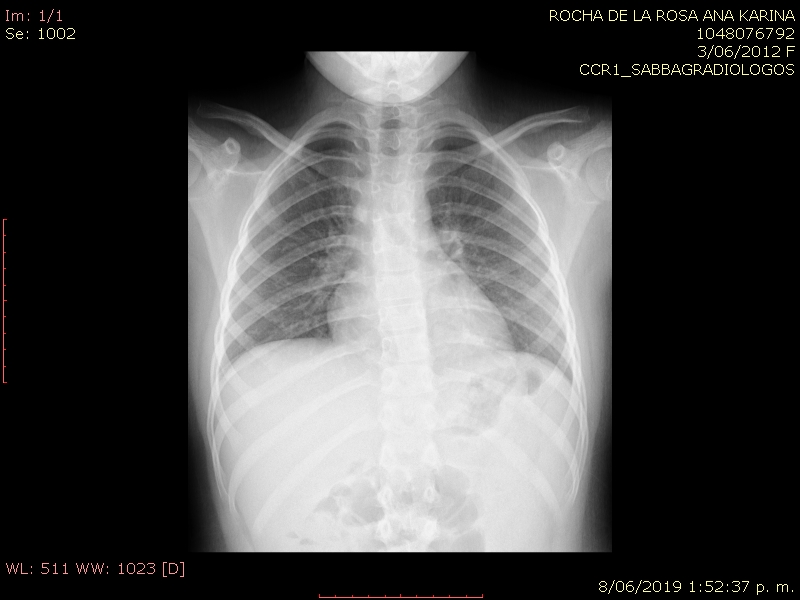 Im: 1/1
Se: 1002
ROCHA DE LA ROSA ANA KARINA
1048076792
3/06/2012 F
CCR1_SABBAGRADIOLOGOS
WL: 511 WW: 1023 [D]
8/06/2019 1:52:37 p. m.